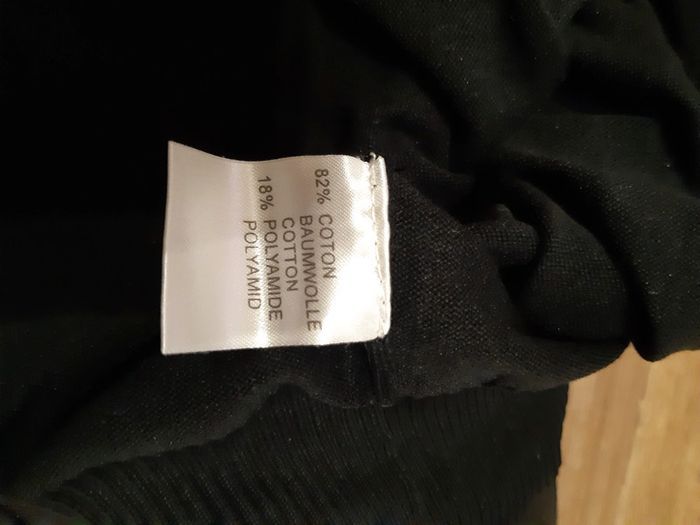 82% COTON
BAUMWOLLE
COTTON
18% POLYAMIDE
POLYAMID